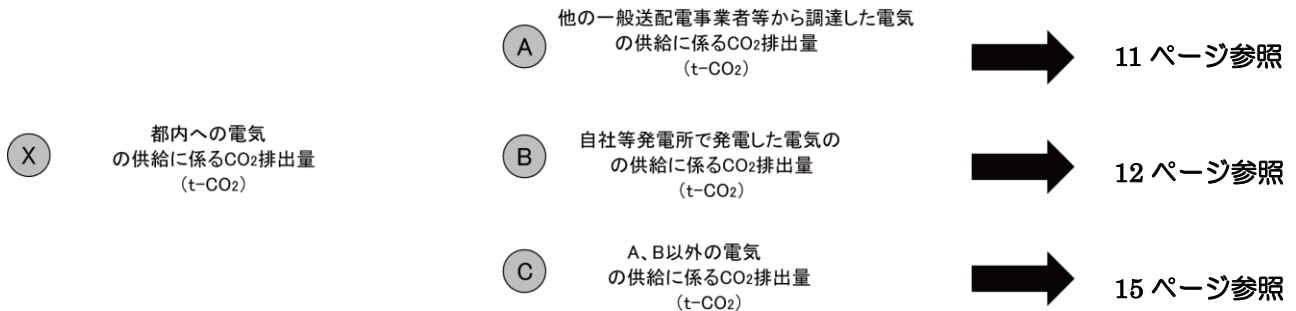 A
他の一般送配電事業者等から調達した電気
の供給に係るCO2排出量
(t-CO2)
11 ページ参照
X
都内への電気
の供給に係るCO2排出量
(t-CO2)
B
自社等発電所で発電した電気の
の供給に係るCO2排出量
(t-CO2)
12 ページ参照
C
A、B以外の電気
の供給に係るCO2排出量
(t-CO2)
15 ページ参照